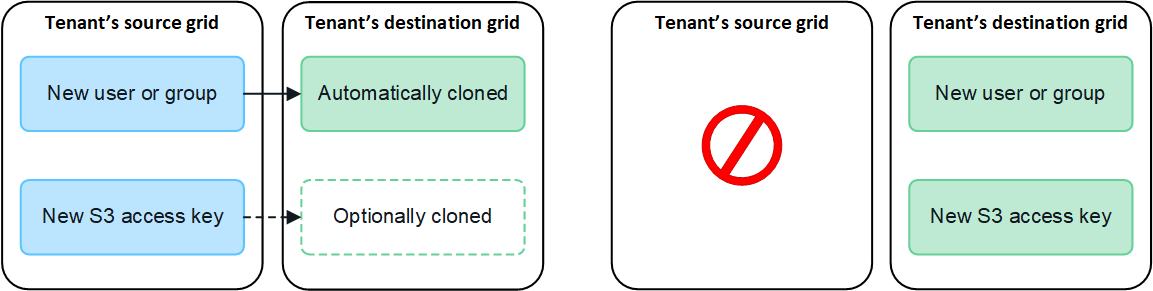 Tenant’s source grid
Tenant’s destination grid
New user or group
Automatically cloned
New S3 access key
Optionally cloned
Tenant’s source grid
Tenant’s destination grid
New user or group
New S3 access key